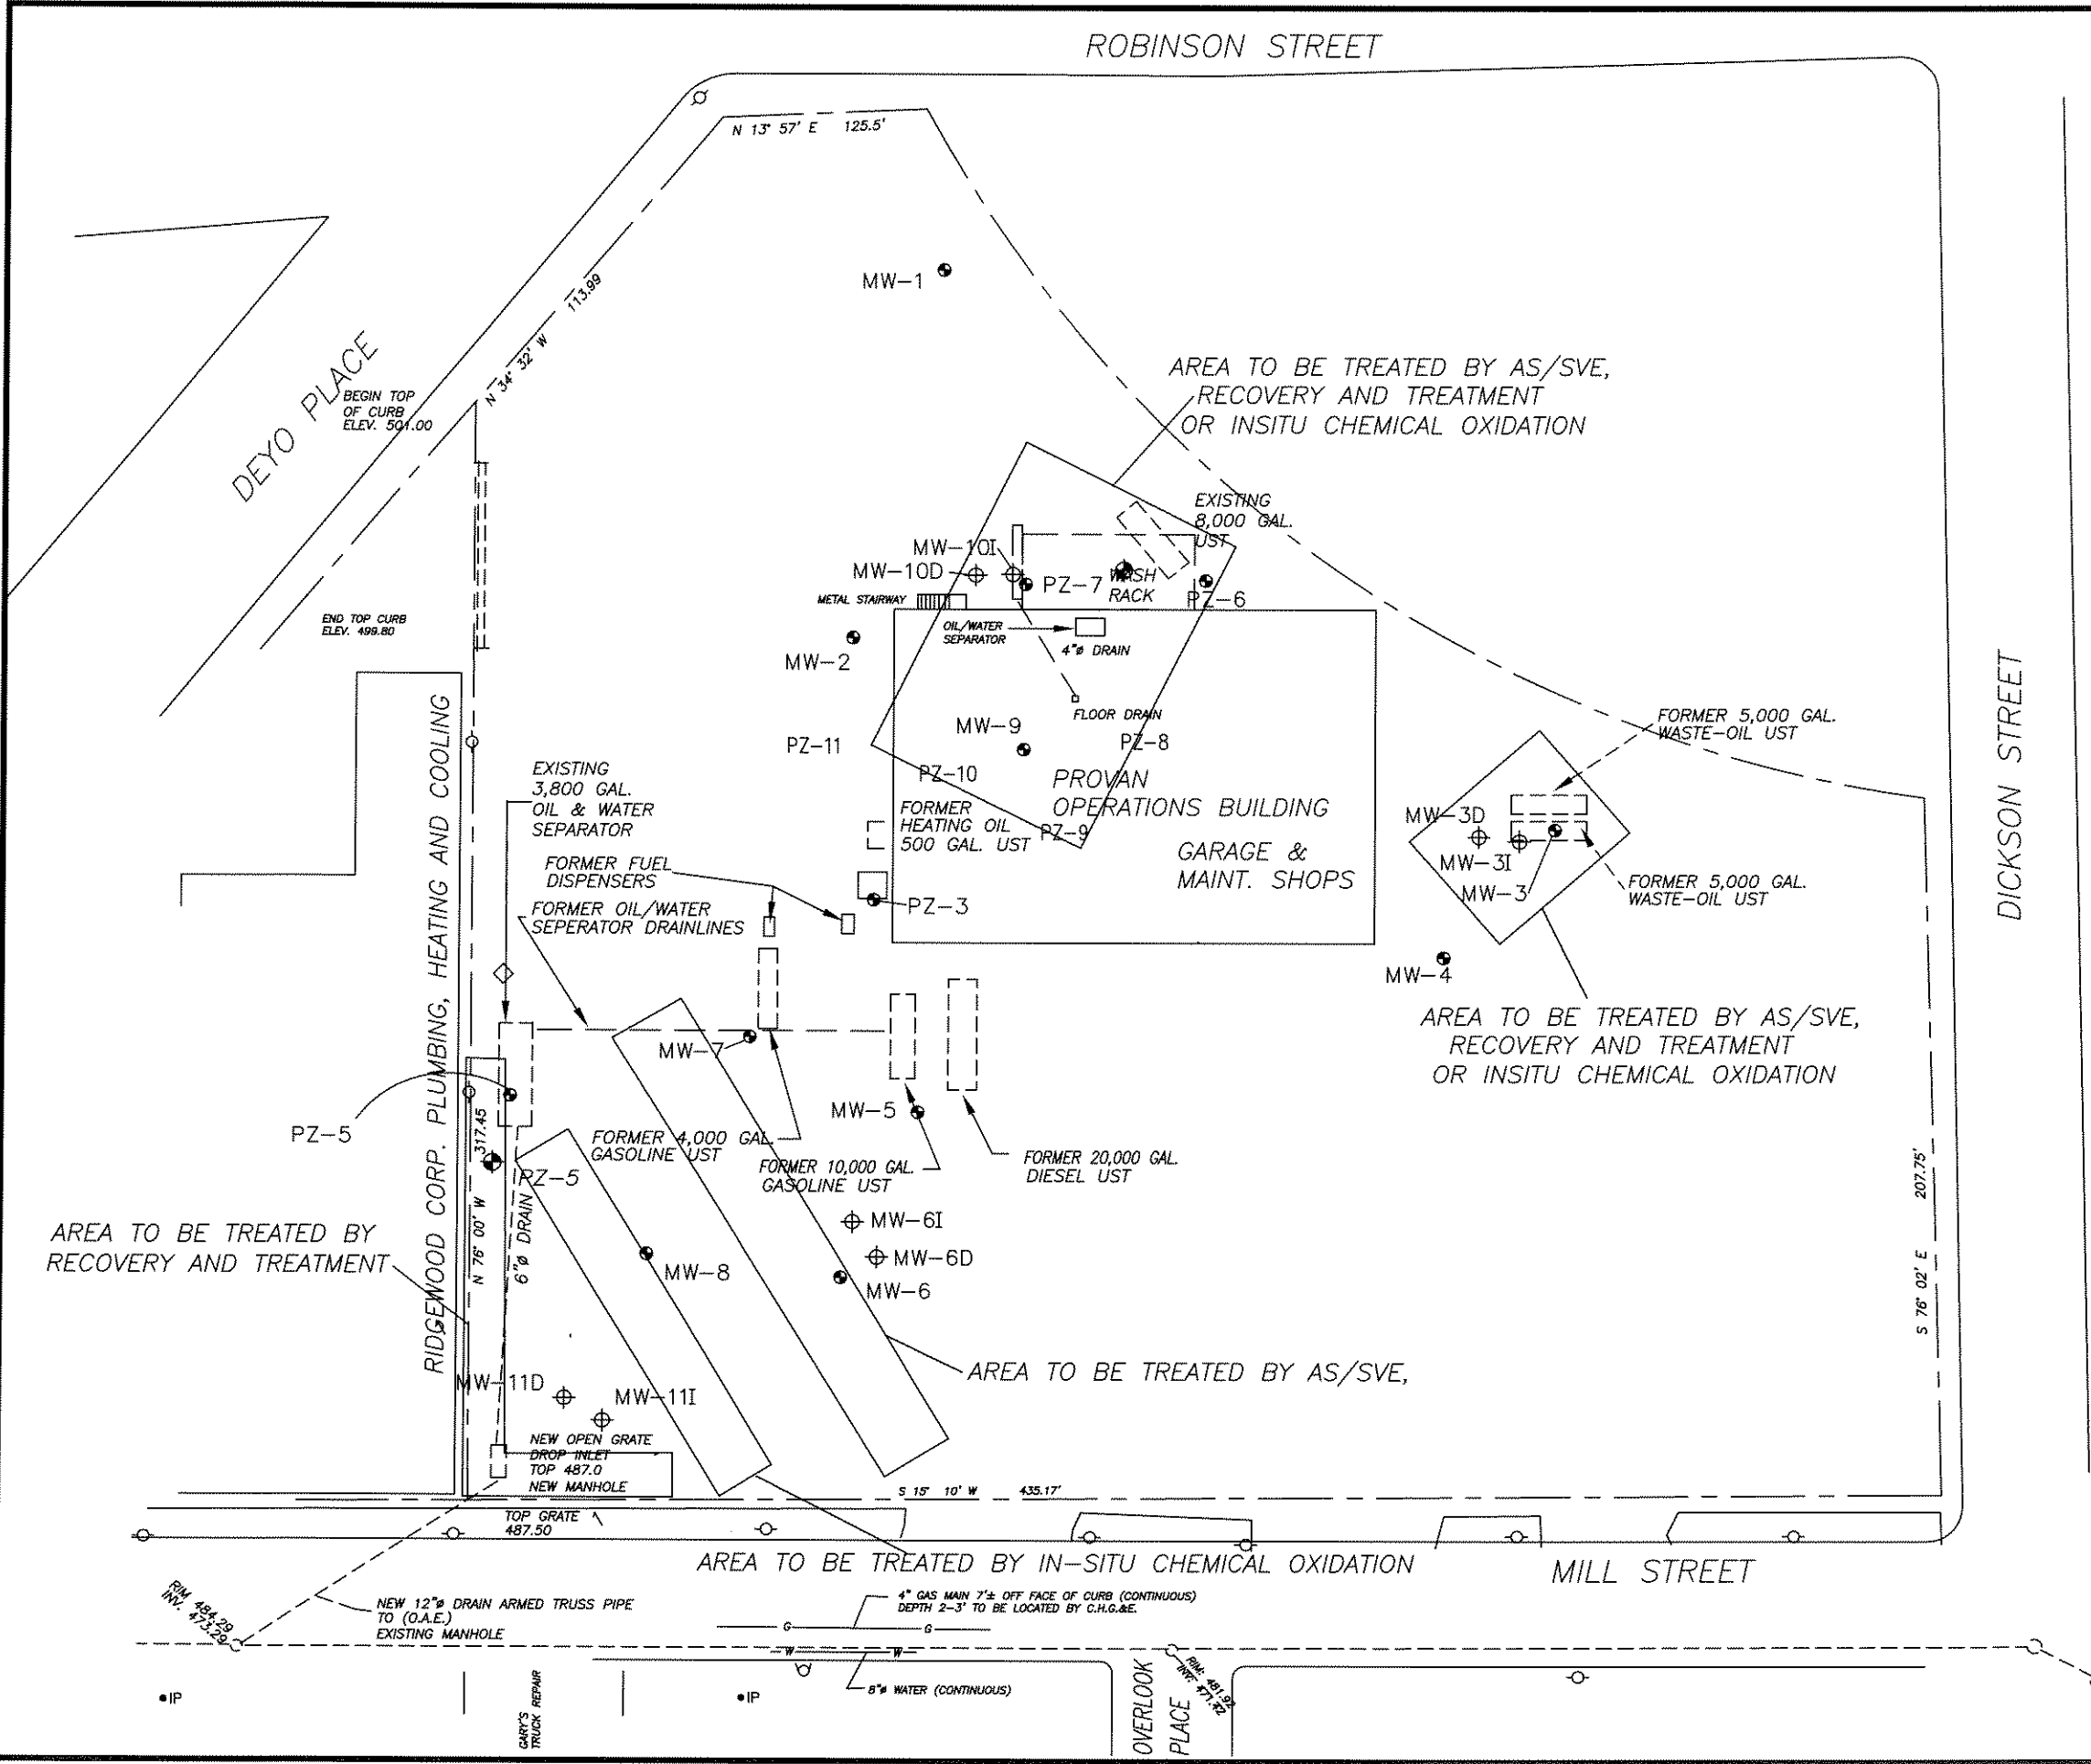 ROBINSON STREET
N 13° 57' E 125.5'
MW-1
N 34° 32' W 113.99
DEYO PLACE
BEGIN TOP
OF CURB
ELEV. 501.00
AREA TO BE TREATED BY AS/SVE,
RECOVERY AND TREATMENT
OR INSITU CHEMICAL OXIDATION
EXISTING
8,000 GAL.
UST
MW-10I
MW-10D
PZ-7
WASH
RACK
PZ-6
METAL STAIRWAY
END TOP CURB
ELEV. 499.80
OIL/WATER
SEPARATOR
4"ø DRAIN
MW-2
FLOOR DRAIN
MW-9
PZ-8
PZ-11
PZ-10
PROVAN
OPERATIONS BUILDING
PZ-9
GARAGE &
MAINT. SHOPS
FORMER
HEATING OIL
500 GAL. UST
EXISTING
3,800 GAL.
OIL & WATER
SEPARATOR
FORMER FUEL
DISPENSERS
FORMER OIL/WATER
SEPERATOR DRAINLINES
PZ-3
FORMER 5,000 GAL.
WASTE-OIL UST
MW-3D
MW-3I
MW-3
FORMER 5,000 GAL.
WASTE-OIL UST
MW-4
DICKSON STREET
AREA TO BE TREATED BY AS/SVE,
RECOVERY AND TREATMENT
OR INSITU CHEMICAL OXIDATION
RIDGEWOOD CORP. PLUMBING, HEATING AND COOLING
MW-7
MW-5
PZ-5
FORMER 4,000 GAL.
GASOLINE UST
FORMER 10,000 GAL.
GASOLINE UST
FORMER 20,000 GAL.
DIESEL UST
N 76° 00' W 317.45
PZ-5
6"ø DRAIN
S 76° 02' E 207.75'
AREA TO BE TREATED BY
RECOVERY AND TREATMENT
MW-6I
MW-6D
MW-6
MW-8
AREA TO BE TREATED BY AS/SVE,
MW-11D
MW-11I
NEW OPEN GRATE
DROP INLET
TOP 487.0
NEW MANHOLE
S 15° 10' W 435.17'
TOP GRATE
487.50
AREA TO BE TREATED BY IN-SITU CHEMICAL OXIDATION
MILL STREET
RIM 484.29
INV. 473.29
NEW 12"ø DRAIN ARMED TRUSS PIPE
TO (O.A.E.)
EXISTING MANHOLE
4" GAS MAIN 7'± OFF FACE OF CURB (CONTINUOUS)
DEPTH 2-3' TO BE LOCATED BY C.H.G.&E.
G G
W W
8"ø WATER (CONTINUOUS)
IP
GARY'S
TRUCK REPAIR
IP
OVERLOOK
PLACE
RIM: 481.92
INV: 471.42